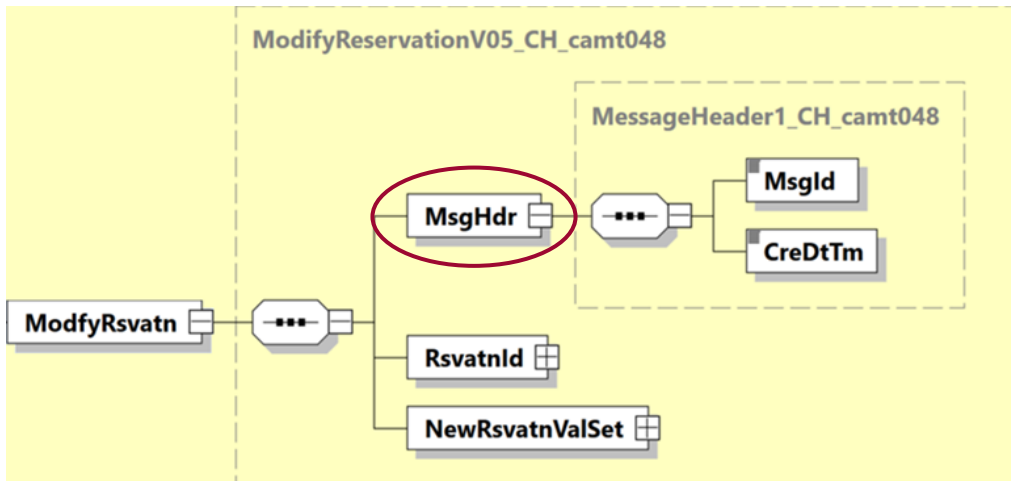 ModifyReservationV05_CH_camt048
MessageHeader1_CH_camt048
MsgId
MsgHdr
CreDtTm
ModfyRsvatn
RsvatnId
NewRsvatnValSet